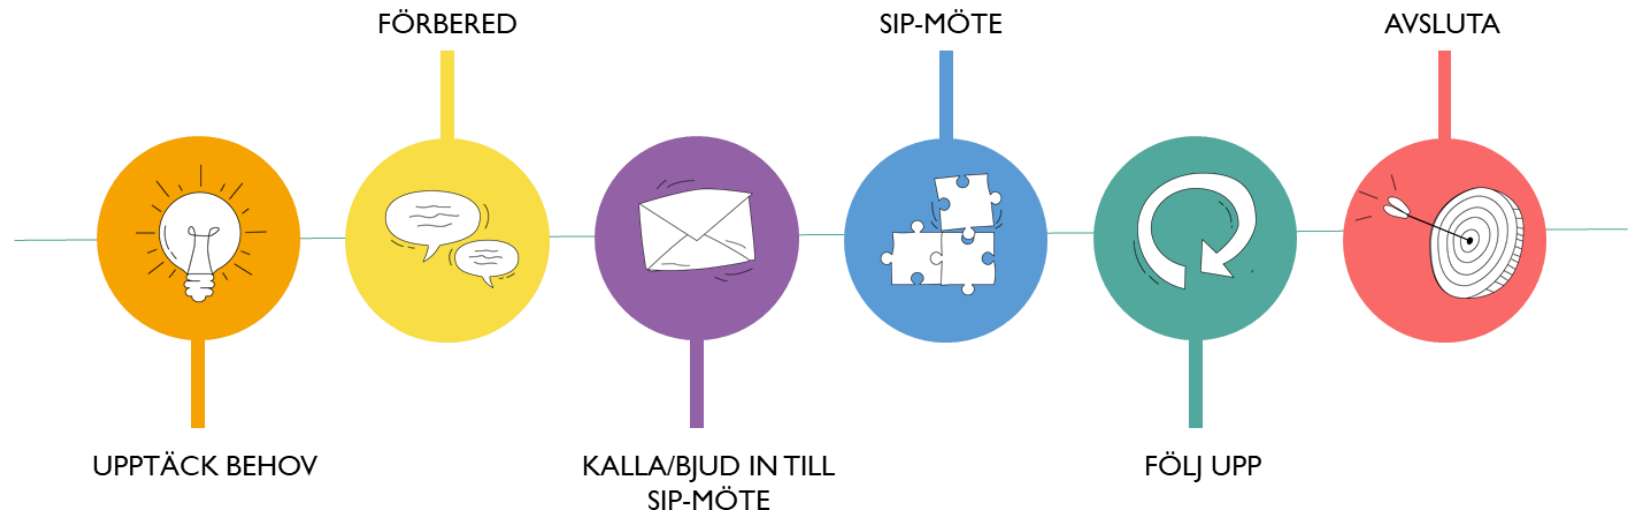 UPPTÄCK BEHOV
FÖRBERED
KALLA/BJUD IN TILL
SIP-MÖTE
SIP-MÖTE
FÖLJ UPP
AVSLUTA